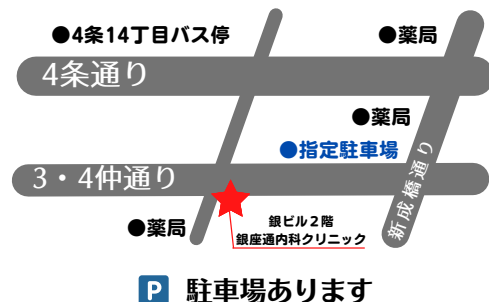 ●4条14丁目バス停
●薬局
4条通り
●薬局
●指定駐車場
新成橋通り
3・4仲通り
●薬局
銀ビル2階
銀座通内科クリニック
P 駐車場あります